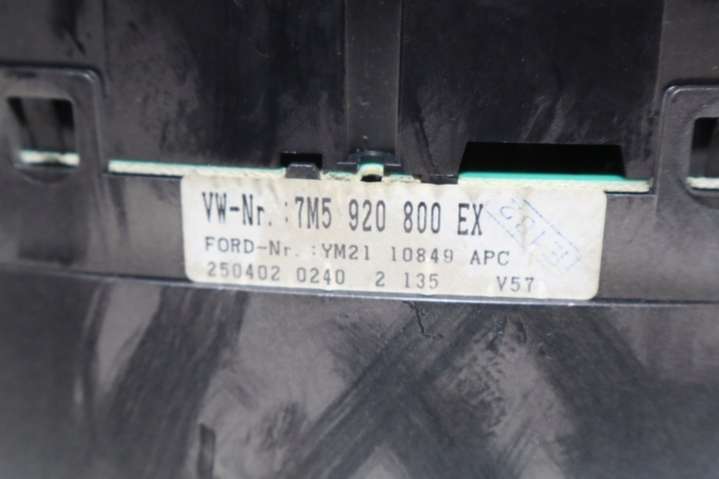 VW-Nr. :7M5 920 800 EX
FORD-Nr. :YM21 10849 APC
250402 0240 2 135 V57